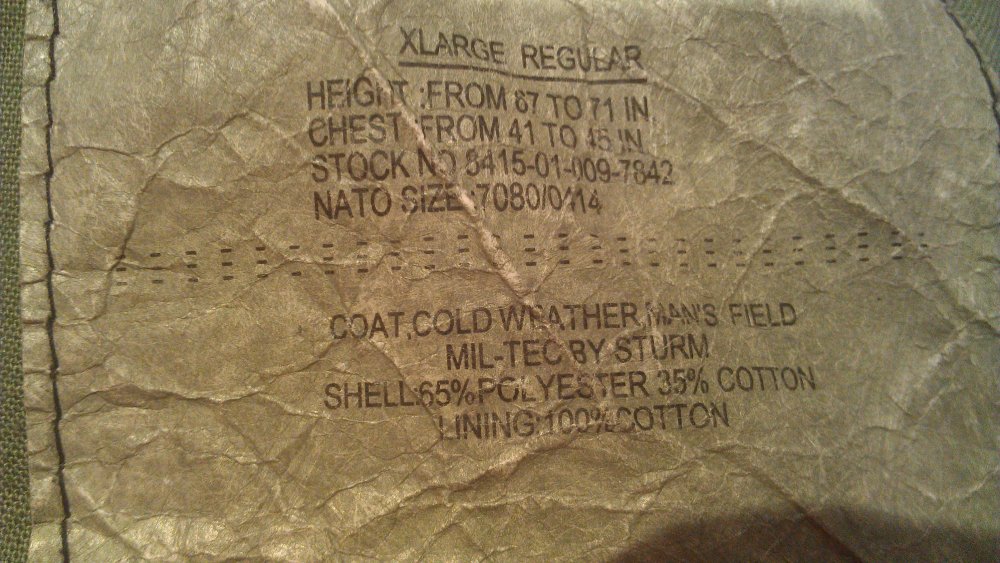 XLARGE REGULAR
HEIGHT :FROM 67 TO 71 IN
CHEST :FROM 41 TO 45 IN
STOCK NO 8415-01-009-7842
NATO SIZE :7080/0414
COAT,COLD WEATHER,MAN'S FIELD
MIL-TEC BY STURM
SHELL:65%POLYESTER 35% COTTON
LINING:100%COTTON